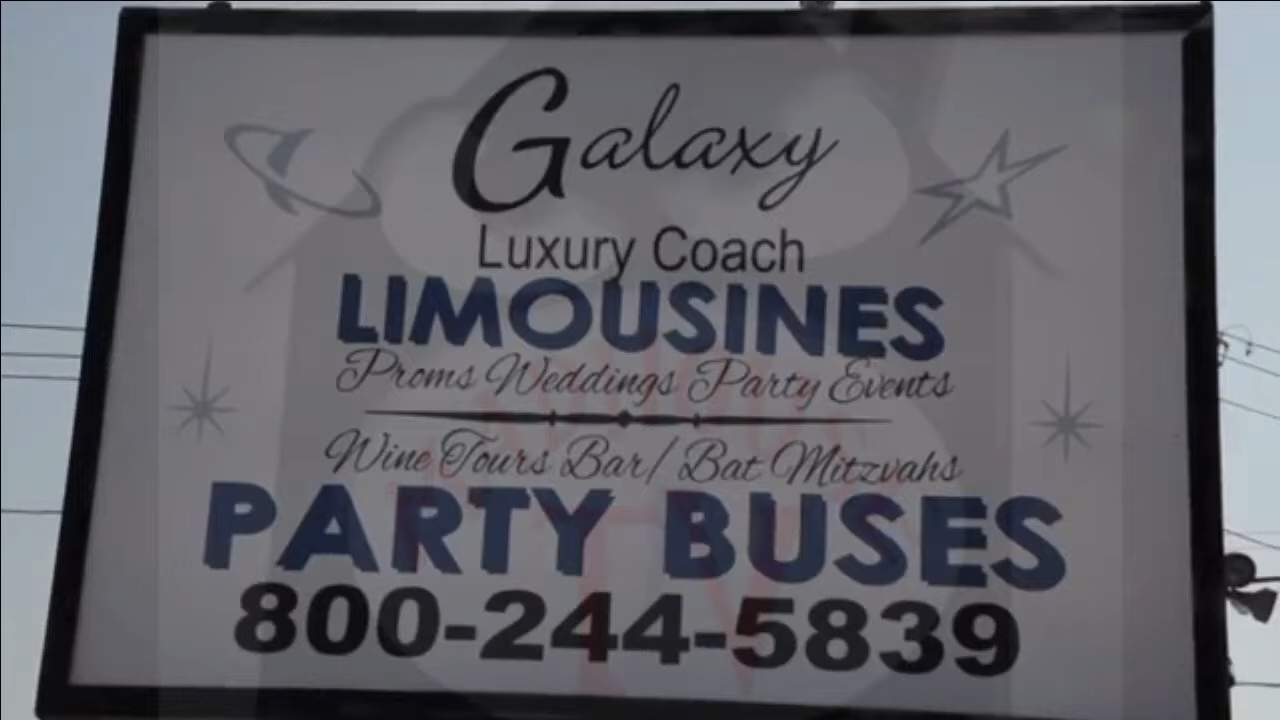 Galaxy
Luxury Coach
LIMOUSINES
Proms Weddings Party Events
Wine Tours Bar/Bat Mitzvahs
PARTY BUSES
800-244-5839